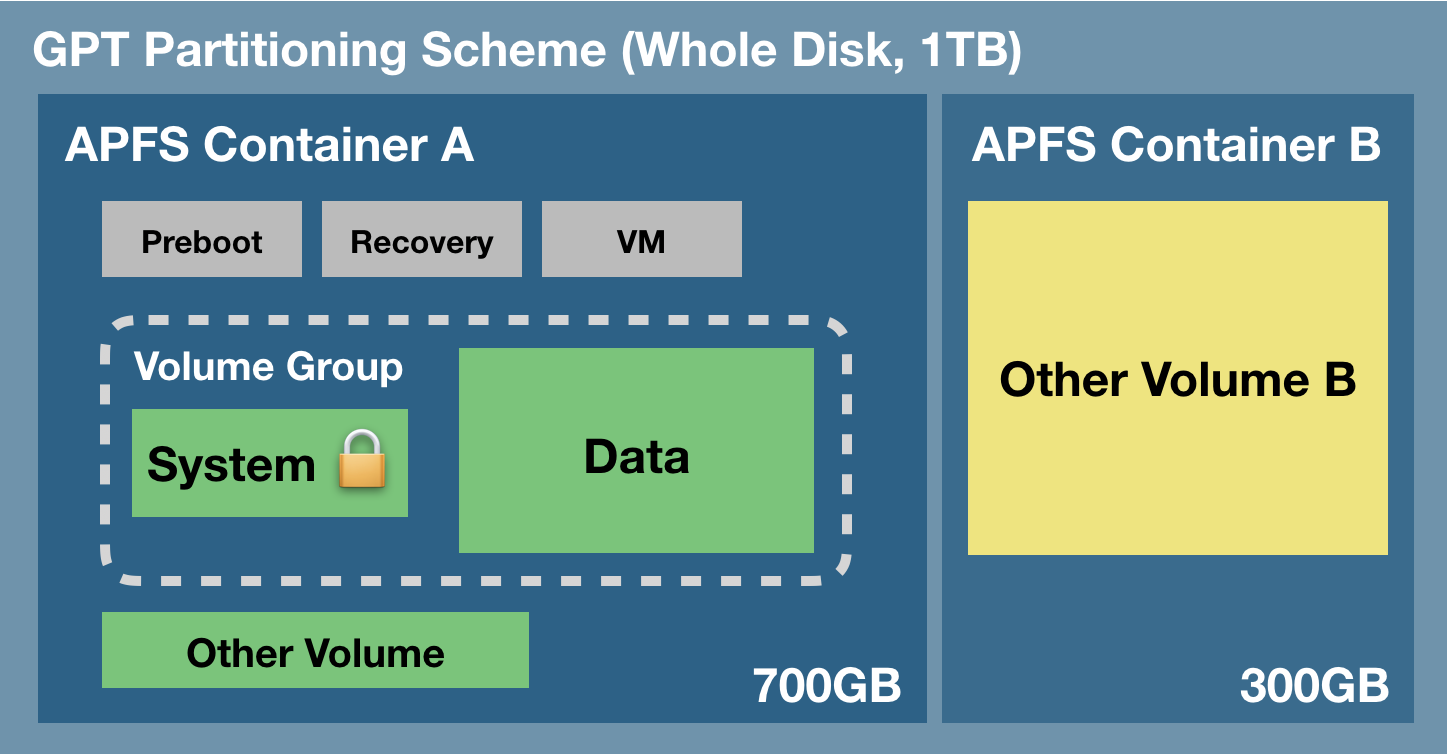 GPT Partitioning Scheme (Whole Disk, 1TB)
APFS Container A
Preboot
Recovery
VM
Volume Group
System
Data
Other Volume
700GB
APFS Container B
Other Volume B
300GB